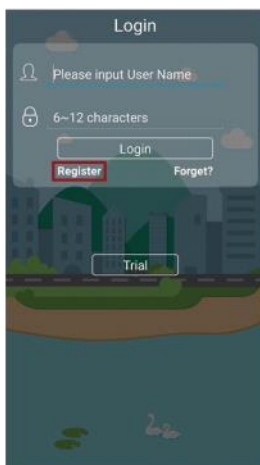 Login
Please input User Name
6~12 characters
Login
Register Forget?
Trial